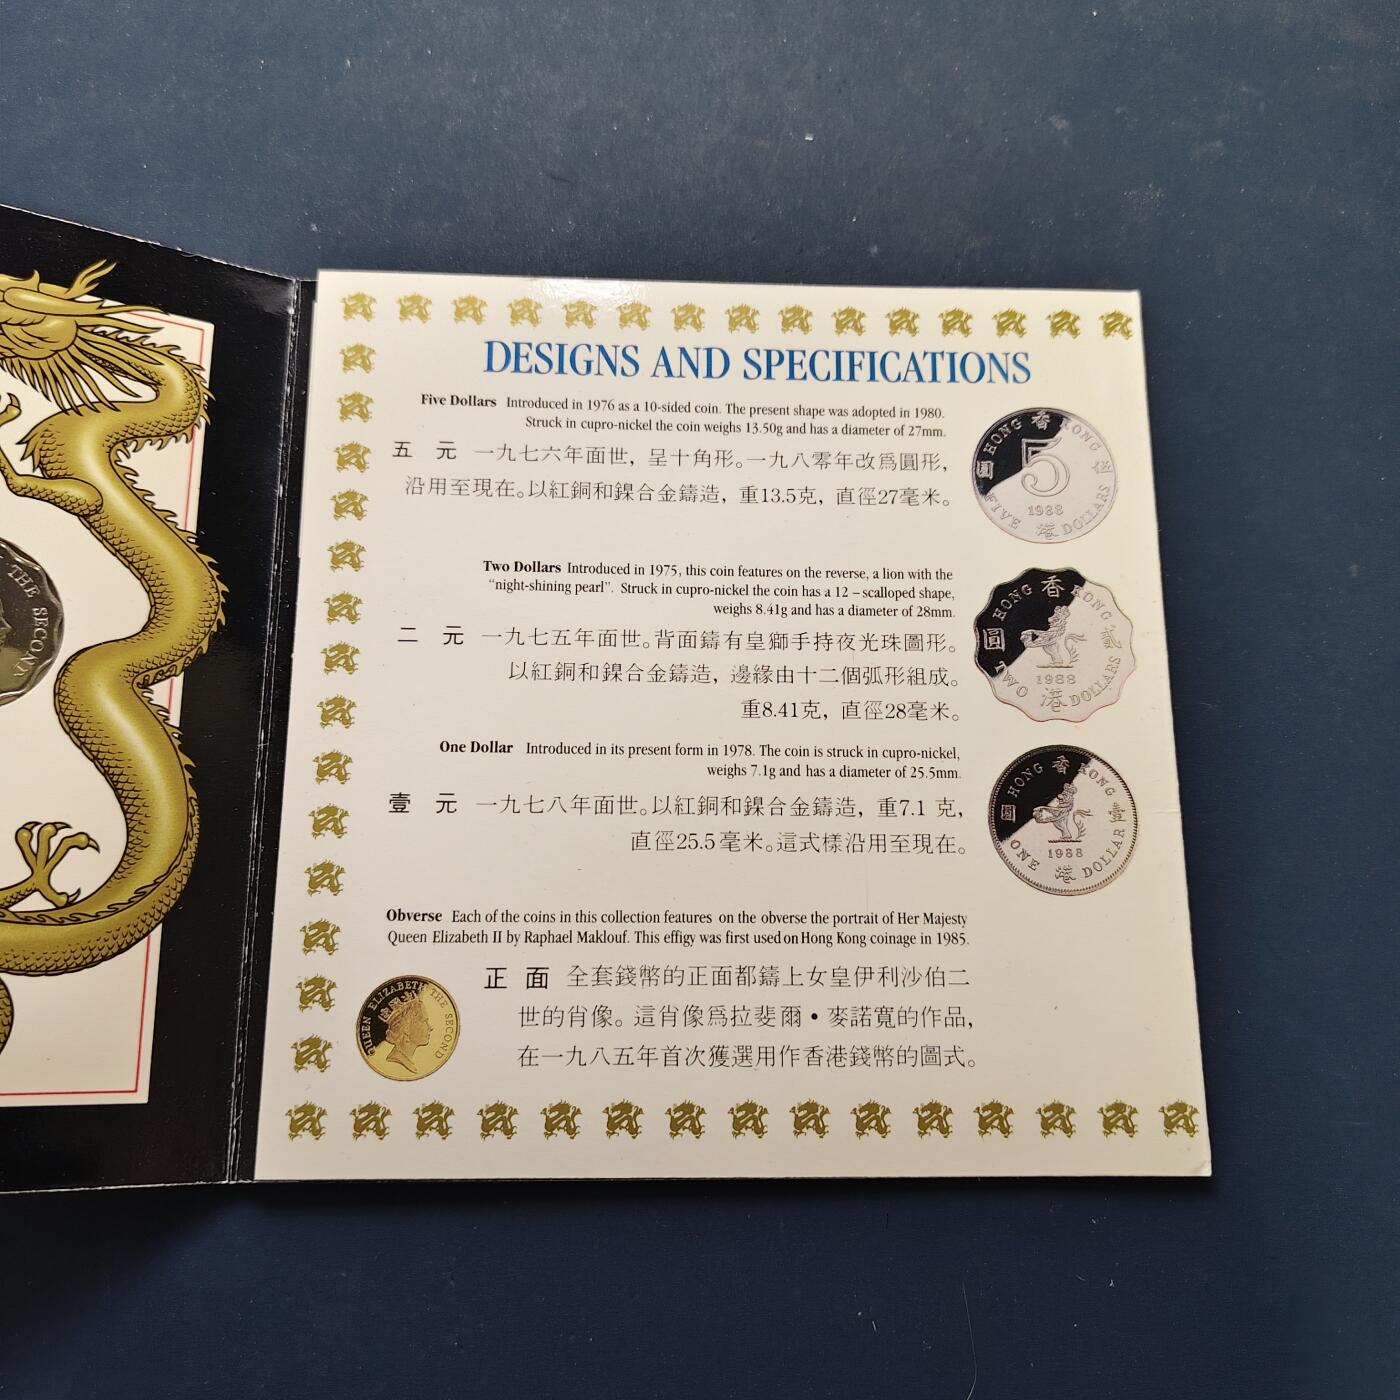 THE SECOND
DESIGNS AND SPECIFICATIONS
Five Dollars Introduced in 1976 as a 10-sided coin. The present shape was adopted in 1980.
Struck in cupro-nickel the coin weighs 13.50g and has a diameter of 27mm.
五 元 一九七六年面世，呈十角形。一九八零年改爲圓形，
沿用至現在。以紅銅和鎳合金鑄造，重13.5克，直徑27毫米。
HONG 香 KONG
圓 5 伍
1988
FIVE 港 DOLLARS
Two Dollars Introduced in 1975, this coin features on the reverse, a lion with the
“night-shining pearl”. Struck in cupro-nickel the coin has a 12 – scalloped shape,
weighs 8.41g and has a diameter of 28mm.
二 元 一九七五年面世。背面鑄有皇獅手持夜光珠圖形。
以紅銅和鎳合金鑄造，邊緣由十二個弧形組成。
重8.41克，直徑28毫米。
HONG 香 KONG
圓 貳
1988
TWO 港 DOLLARS
One Dollar Introduced in its present form in 1978. The coin is struck in cupro-nickel,
weighs 7.1g and has a diameter of 25.5mm.
壹 元 一九七八年面世。以紅銅和鎳合金鑄造，重7.1 克，
直徑25.5毫米。這式樣沿用至現在。
HONG 香 KONG
圓 壹
1988
ONE 港 DOLLAR
Obverse Each of the coins in this collection features on the obverse the portrait of Her Majesty
Queen Elizabeth II by Raphael Maklouf. This effigy was first used on Hong Kong coinage in 1985.
正 面 全套錢幣的正面都鑄上女皇伊利沙伯二
世的肖像。這肖像爲拉斐爾•麥諾寬的作品，
在一九八五年首次獲選用作香港錢幣的圖式。
QUEEN ELIZABETH THE SECOND